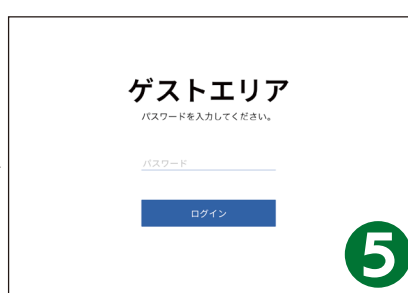 ゲストエリア
パスワードを入力してください。
パスワード
ログイン
5